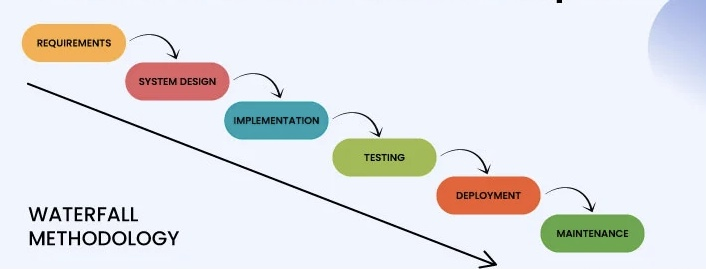 REQUIREMENTS
SYSTEM DESIGN
IMPLEMENTATION
TESTING
DEPLOYMENT
MAINTENANCE
WATERFALL
METHODOLOGY